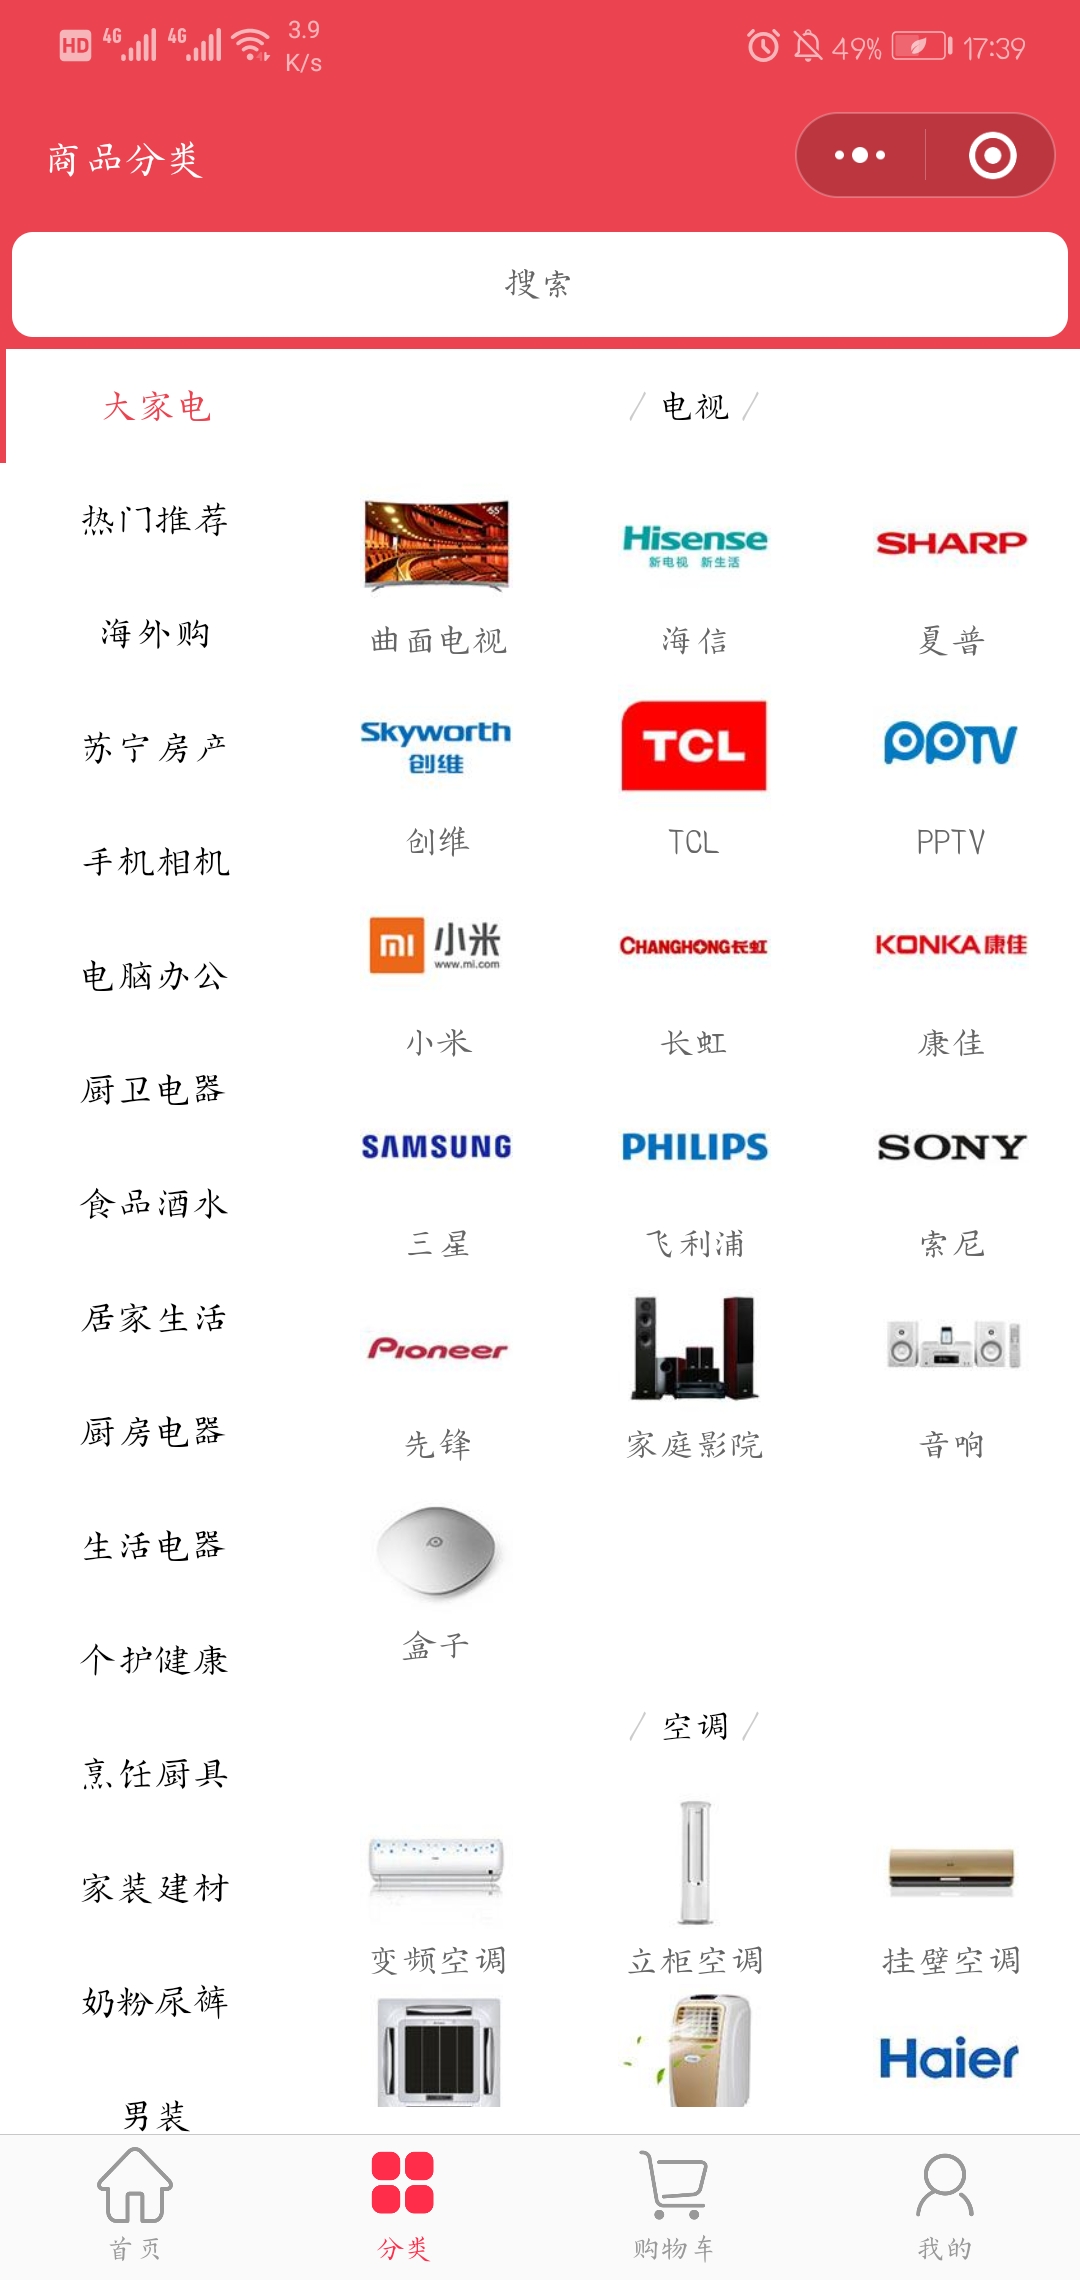 HD 4G 4G 3.9 K/s 49% 17:39
商品分类
搜索
大家电
热门推荐
海外购
苏宁房产
手机相机
电脑办公
厨卫电器
食品酒水
居家生活
厨房电器
生活电器
个护健康
烹饪厨具
家装建材
奶粉尿裤
男装
/ 电视 /
55"
Hisense
新电视 新生活
SHARP
曲面电视 海信 夏普
Skyworth
创维
TCL
PPTV
创维 TCL PPTV
mi 小米
www.mi.com
CHANGHONG长虹
KONKA康佳
小米 长虹 康佳
SAMSUNG PHILIPS SONY
三星 飞利浦 索尼
Pioneer
先锋 家庭影院 音响
盒子
/ 空调 /
变频空调 立柜空调 挂壁空调
Haier
首页 分类 购物车 我的